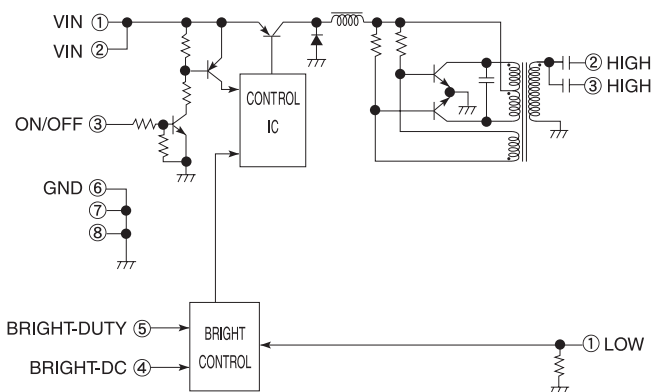 VIN ①
VIN ②
ON/OFF ③
GND ⑥
⑦
⑧
CONTROL
IC
② HIGH
③ HIGH
BRIGHT-DUTY ⑤
BRIGHT-DC ④
BRIGHT
CONTROL
① LOW